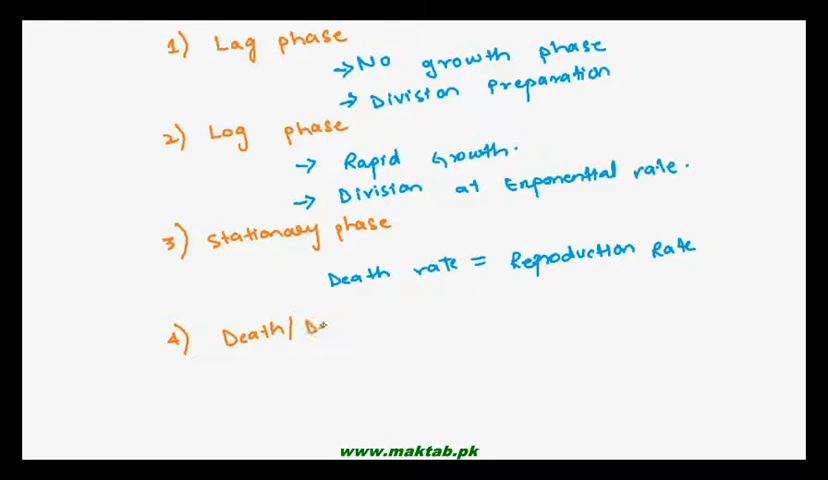 1) Lag phase
→ No growth phase
→ Division Preparation
2) Log phase
→ Rapid Growth.
→ Division at Exponential rate.
3) Stationary phase
Death rate = Reproduction Rate
4) Death/ D
www.maktab.pk